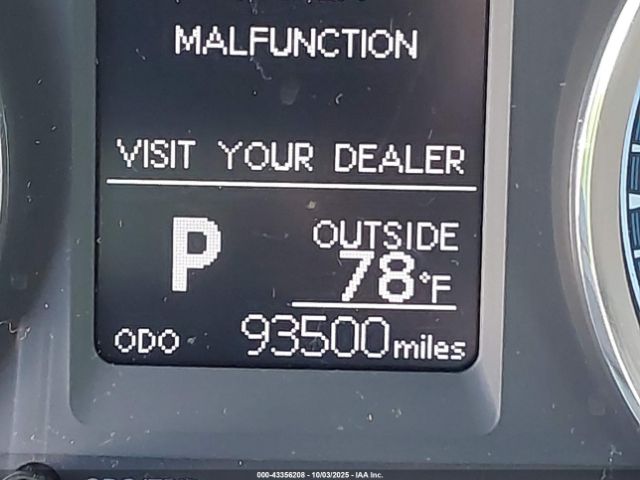 MALFUNCTION
VISIT YOUR DEALER
P
OUTSIDE
78°F
ODO 93500 miles
000-43356208 - 10/03/2025 - IAA Inc.